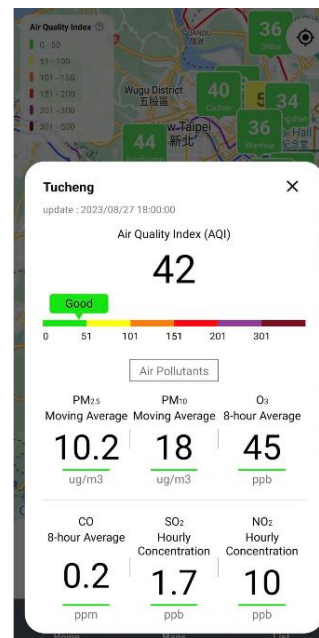 Air Quality Index ?
0 - 50
51 - 100
101 - 150
151 - 200
201 - 300
301 - 500
36
Shilin
Wugu District
五股區
40
34
36
Wanhua
44
New Taipei
新北
Tucheng
×
update : 2023/08/27 18:00:00
Air Quality Index (AQI)
42
Good
0 51 101 151 201 301
Air Pollutants
PM2.5 PM10 O3
Moving Average Moving Average 8-hour Average
10.2 18 45
ug/m3 ug/m3 ppb
CO SO2 NO2
8-hour Average Hourly Hourly
Concentration Concentration
0.2 1.7 10
ppm ppb ppb
Home Maps List